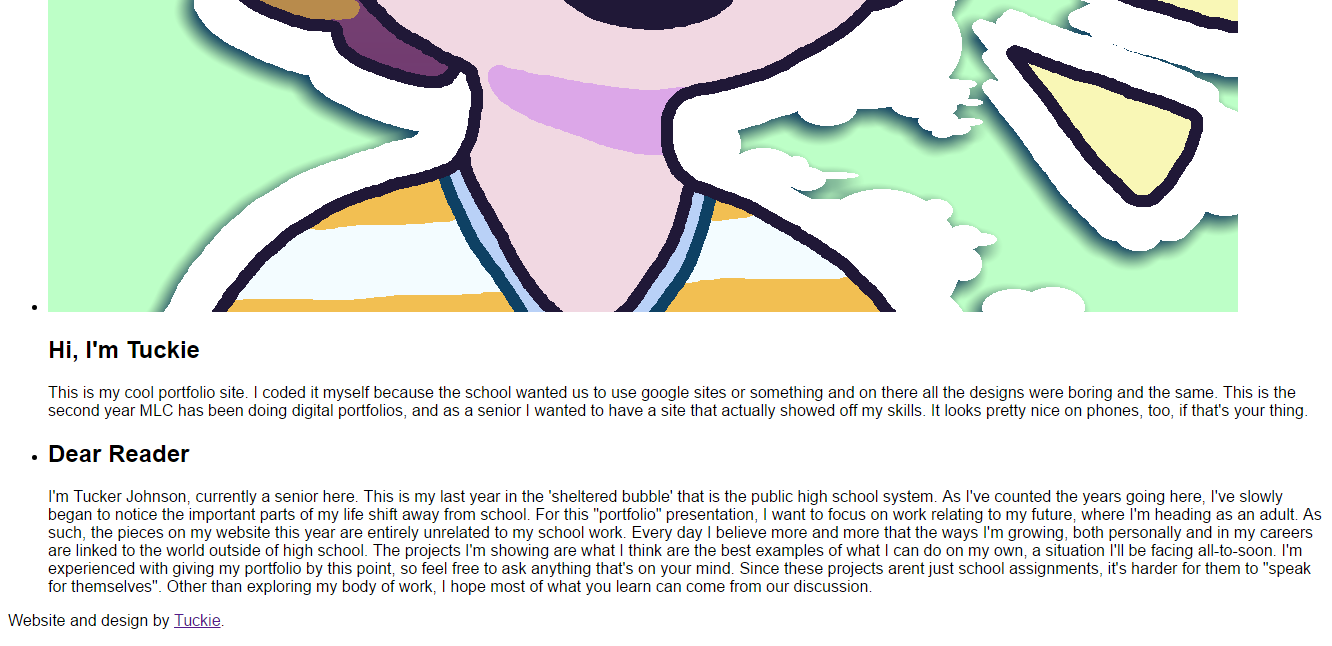 Hi, I'm Tuckie
This is my cool portfolio site. I coded it myself because the school wanted us to use google sites or something and on there all the designs were boring and the same. This is the
second year MLC has been doing digital portfolios, and as a senior I wanted to have a site that actually showed off my skills. It looks pretty nice on phones, too, if that's your thing.
Dear Reader
I'm Tucker Johnson, currently a senior here. This is my last year in the 'sheltered bubble' that is the public high school system. As I've counted the years going here, I've slowly
began to notice the important parts of my life shift away from school. For this "portfolio" presentation, I want to focus on work relating to my future, where I'm heading as an adult. As
such, the pieces on my website this year are entirely unrelated to my school work. Every day I believe more and more that the ways I'm growing, both personally and in my careers
are linked to the world outside of high school. The projects I'm showing are what I think are the best examples of what I can do on my own, a situation I'll be facing all-to-soon. I'm
experienced with giving my portfolio by this point, so feel free to ask anything that's on your mind. Since these projects arent just school assignments, it's harder for them to "speak
for themselves". Other than exploring my body of work, I hope most of what you learn can come from our discussion.
Website and design by Tuckie.